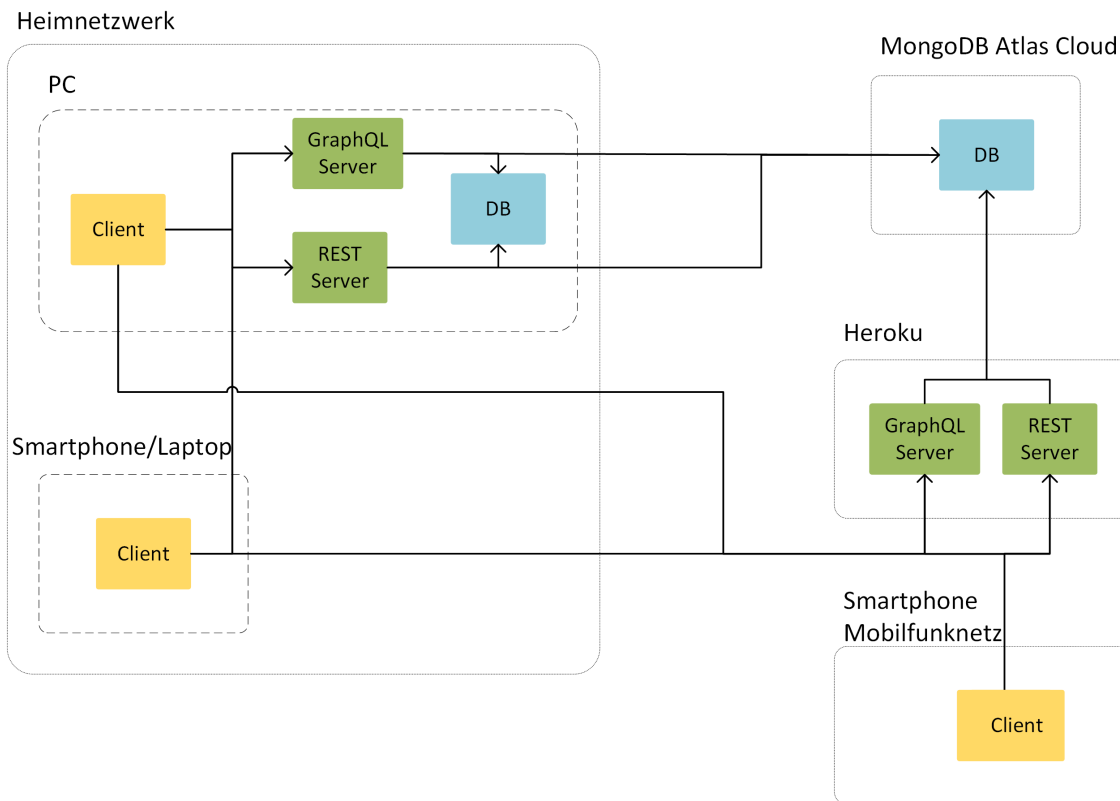 Heimnetzwerk
MongoDB Atlas Cloud
PC
GraphQL
Server
DB
DB
Client
REST
Server
Heroku
Smartphone/Laptop
GraphQL
Server
REST
Server
Client
Smartphone
Mobilfunknetz
Client